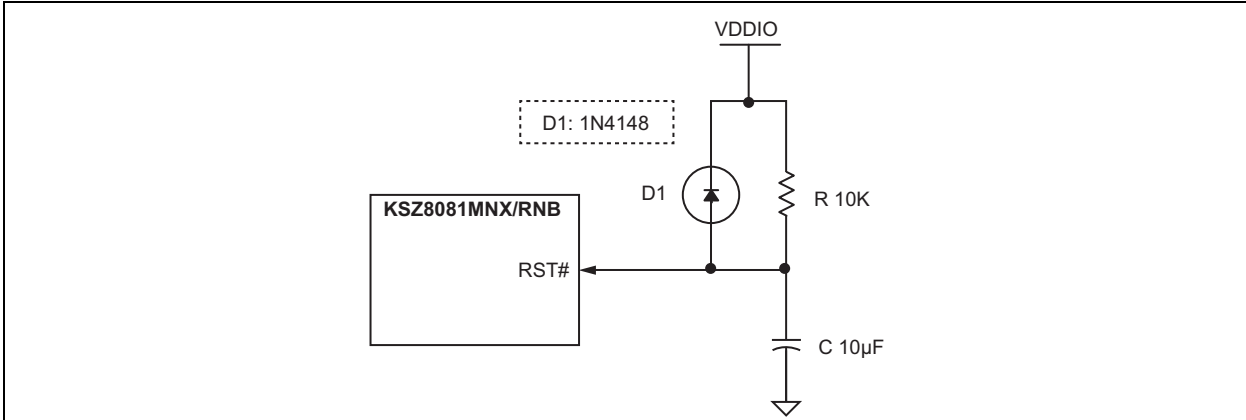 VDDIO
D1: 1N4148
D1
R 10K
KSZ8081MNX/RNB
RST#
C 10µF